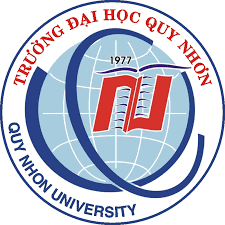 TRƯỜNG ĐẠI HỌC QUY NHƠN
1977
QUY NHON UNIVERSITY